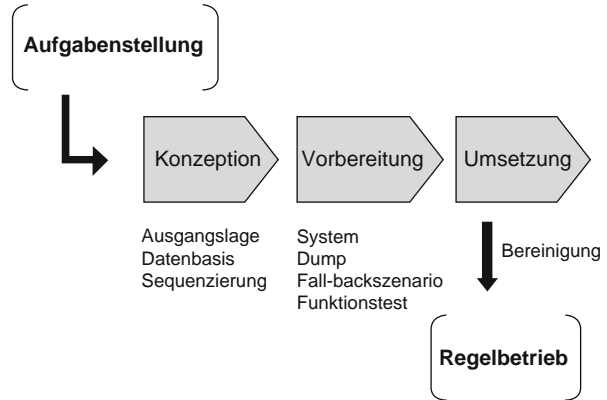 Aufgabenstellung
Konzeption
Vorbereitung
Umsetzung
Ausgangslage
Datenbasis
Sequenzierung
System
Dump
Fall-backszenario
Funktionstest
Bereinigung
Regelbetrieb